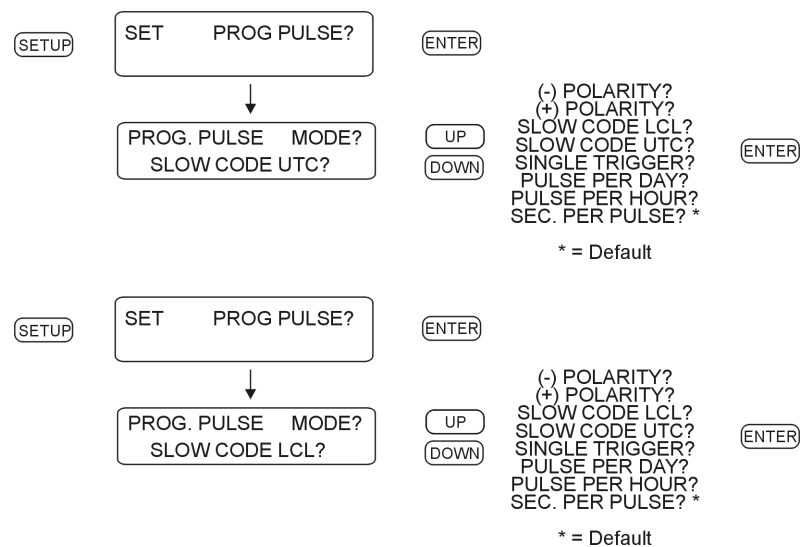 SETUP
SET PROG PULSE?
ENTER
PROG. PULSE MODE?
SLOW CODE UTC?
UP
DOWN
(-) POLARITY?
(+) POLARITY?
SLOW CODE LCL?
SLOW CODE UTC?
SINGLE TRIGGER?
PULSE PER DAY?
PULSE PER HOUR?
SEC. PER PULSE? *
* = Default
ENTER
SETUP
SET PROG PULSE?
ENTER
PROG. PULSE MODE?
SLOW CODE LCL?
UP
DOWN
(-) POLARITY?
(+) POLARITY?
SLOW CODE LCL?
SLOW CODE UTC?
SINGLE TRIGGER?
PULSE PER DAY?
PULSE PER HOUR?
SEC. PER PULSE? *
* = Default
ENTER